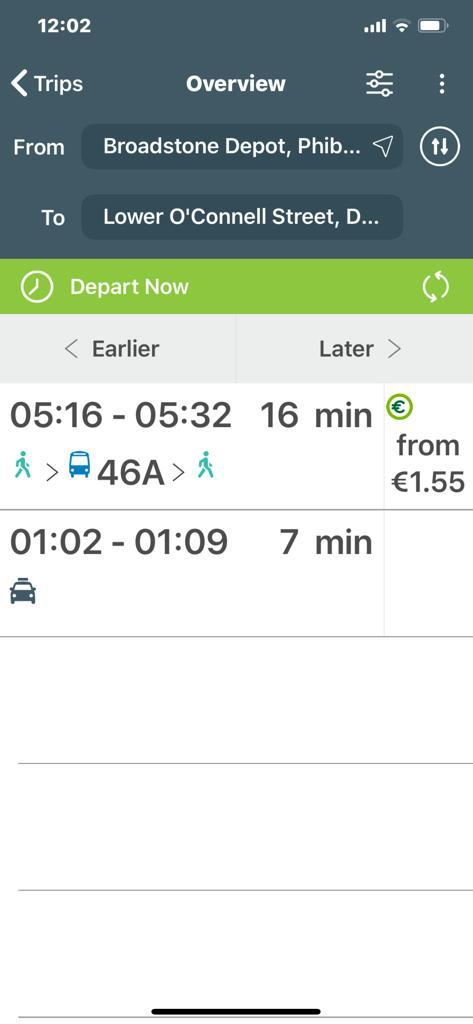 12:02
Trips
Overview
From
Broadstone Depot, Phib...
To
Lower O'Connell Street, D...
Depart Now
Earlier
Later
05:16 - 05:32 16 min
€
46A
from
€1.55
01:02 - 01:09 7 min